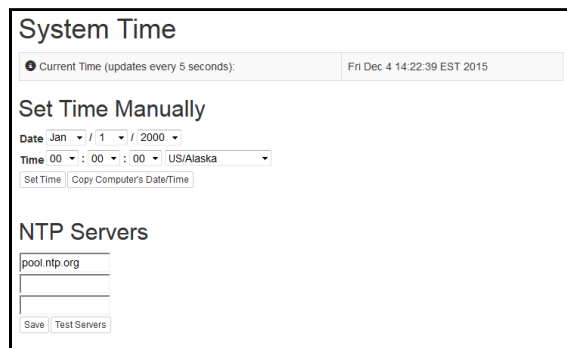 System Time
Current Time (updates every 5 seconds): Fri Dec 4 14:22:39 EST 2015
Set Time Manually
Date Jan / 1 / 2000
Time 00 : 00 : 00 US/Alaska
Set Time Copy Computer's Date/Time
NTP Servers
pool.ntp.org
Save Test Servers